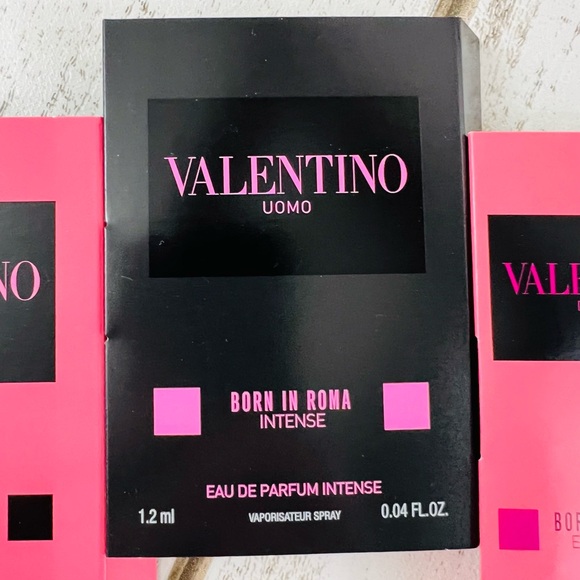 VALENTINO
UOMO
BORN IN ROMA
INTENSE
EAU DE PARFUM INTENSE
1.2 ml VAPORISATEUR SPRAY 0.04 FL.OZ.
NO
VALE
BOR